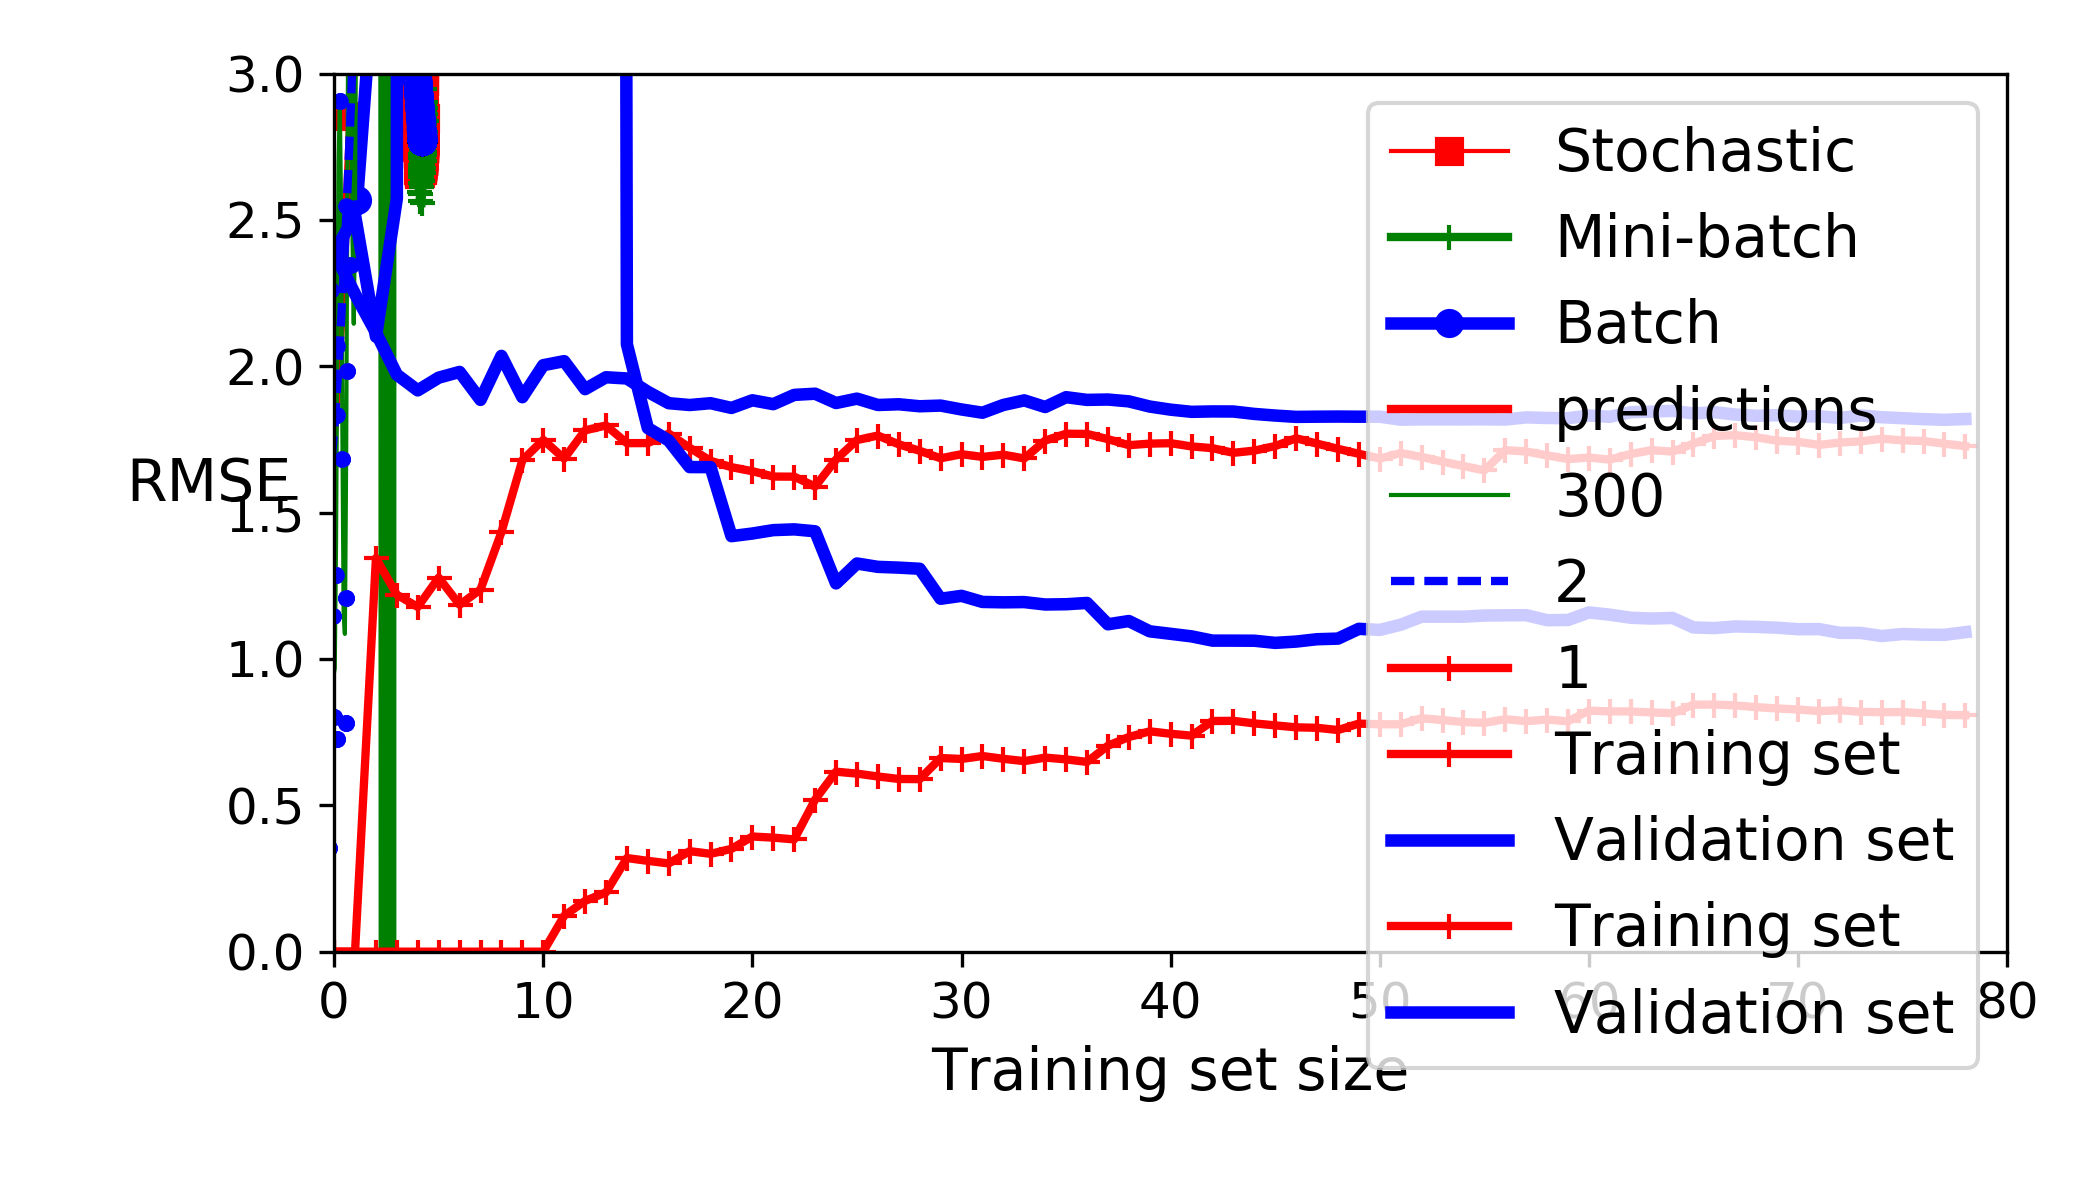 3.0
2.5
2.0
1.5
1.0
0.5
0.0
RMSE
0
10
20
30
40
50
60
70
80
Training set size
Stochastic
Mini-batch
Batch
predictions
300
2
1
Training set
Validation set
Training set
Validation set